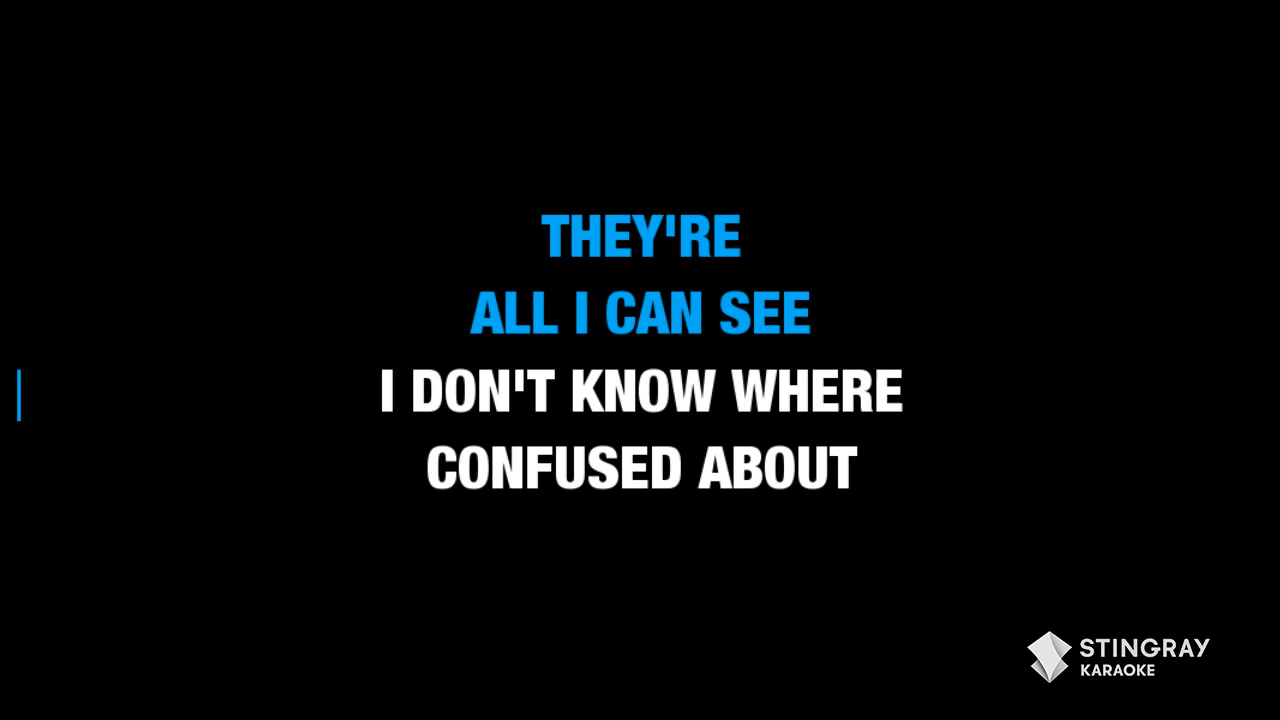 THEY'RE
ALL I CAN SEE
I DON'T KNOW WHERE
CONFUSED ABOUT
STINGRAY
KARAOKE